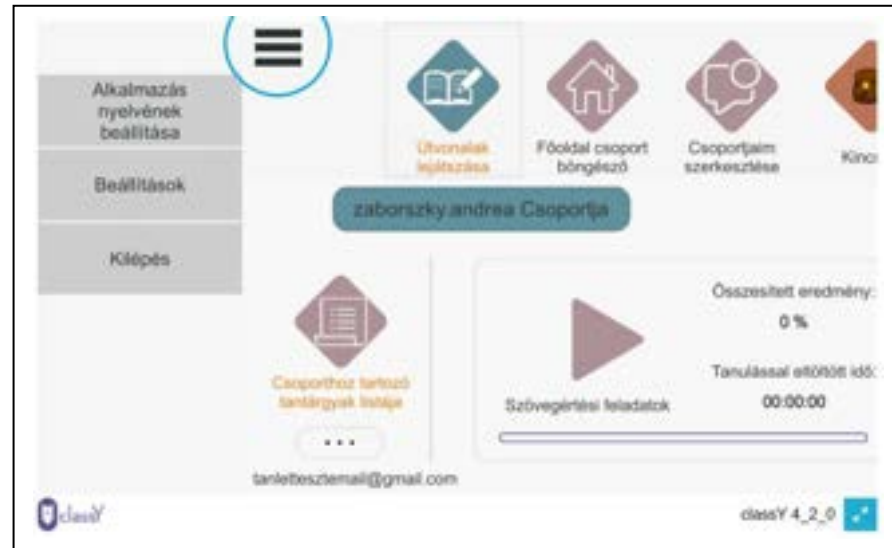 Alkalmazás
nyelvének
beállítása
Beállítások
Kilépés
Útvonalak
lejátszása
Főoldal csoport
böngésző
Csoportjaim
szerkesztése
Kincs
zaborszky.andrea Csoportja
Csoporthoz tartozó
tantárgyak listája
...
Szövegértési feladatok
Összesített eredmény:
0 %
Tanulással eltöltött idő:
00:00:00
tanlettesztemail@gmail.com
classY
classY 4_2_0